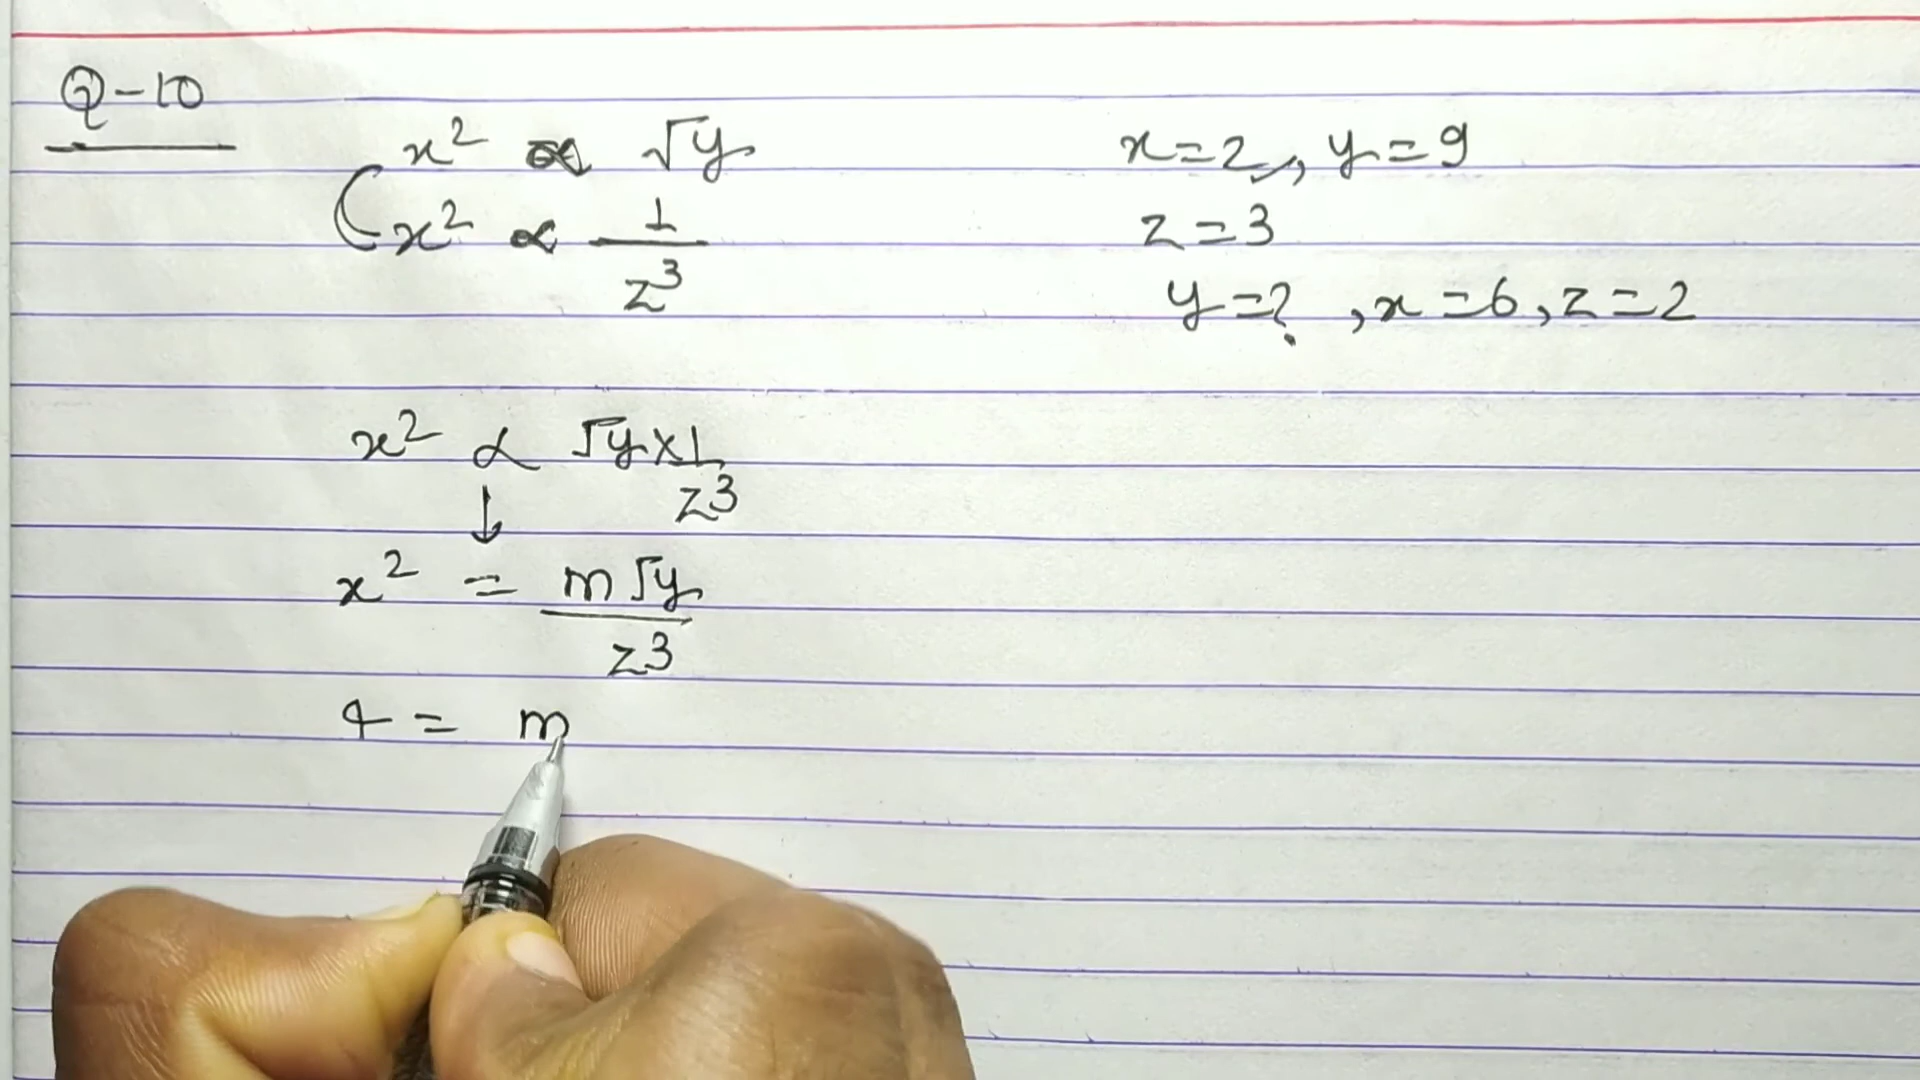 Q-10
x² ∝ √y
x² ∝ 1/z³
x=2, y=9
z=3
y=?, x=6, z=2
x² ∝ √y×1/z³
↓
x² = m√y/z³
4 = m